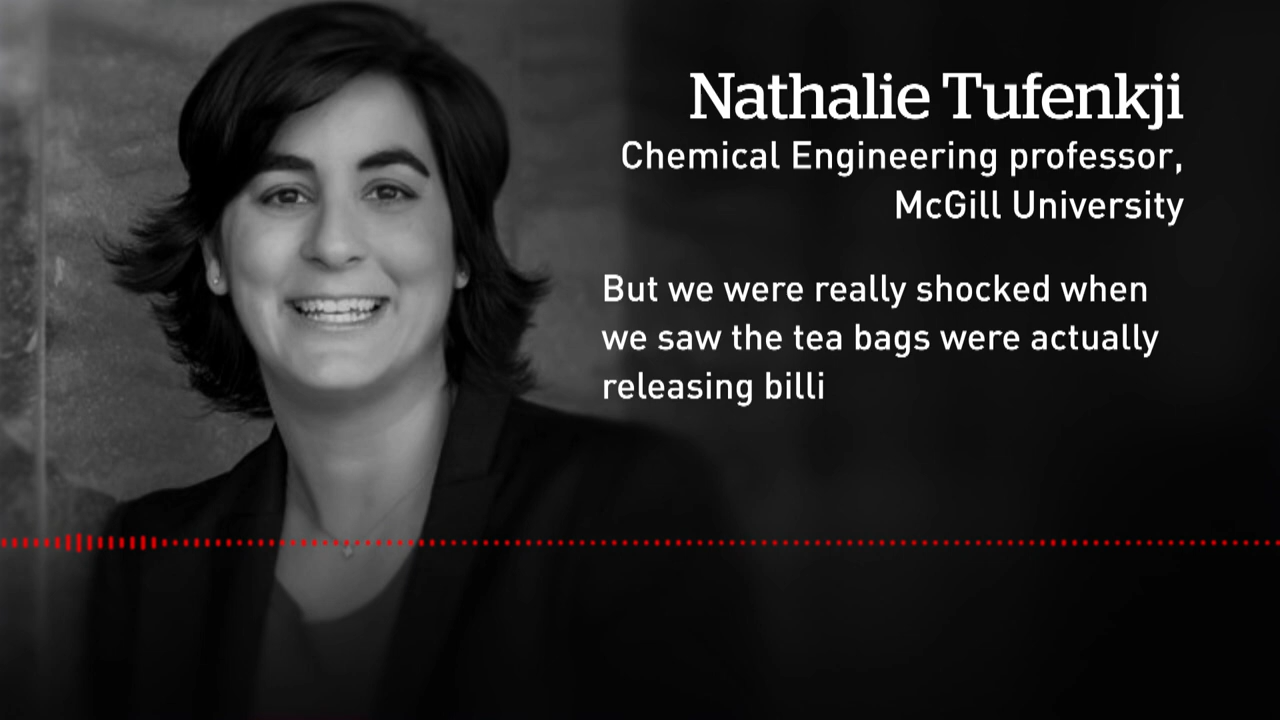 Nathalie Tufenkji
Chemical Engineering professor,
McGill University
But we were really shocked when
we saw the tea bags were actually
releasing billi